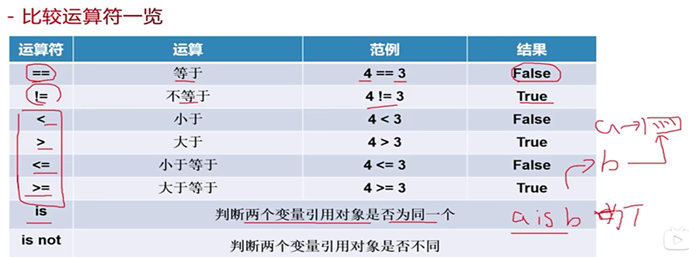 - 比较运算符一览
运算符 运算 范例 结果
== 等于 4 == 3 False
!= 不等于 4 != 3 True
< 小于 4 < 3 False
> 大于 4 > 3 True
<= 小于等于 4 <= 3 False
>= 大于等于 4 >= 3 True
is 判断两个变量引用对象是否为同一个
is not 判断两个变量引用对象是否不同
a
b
a is b 为T